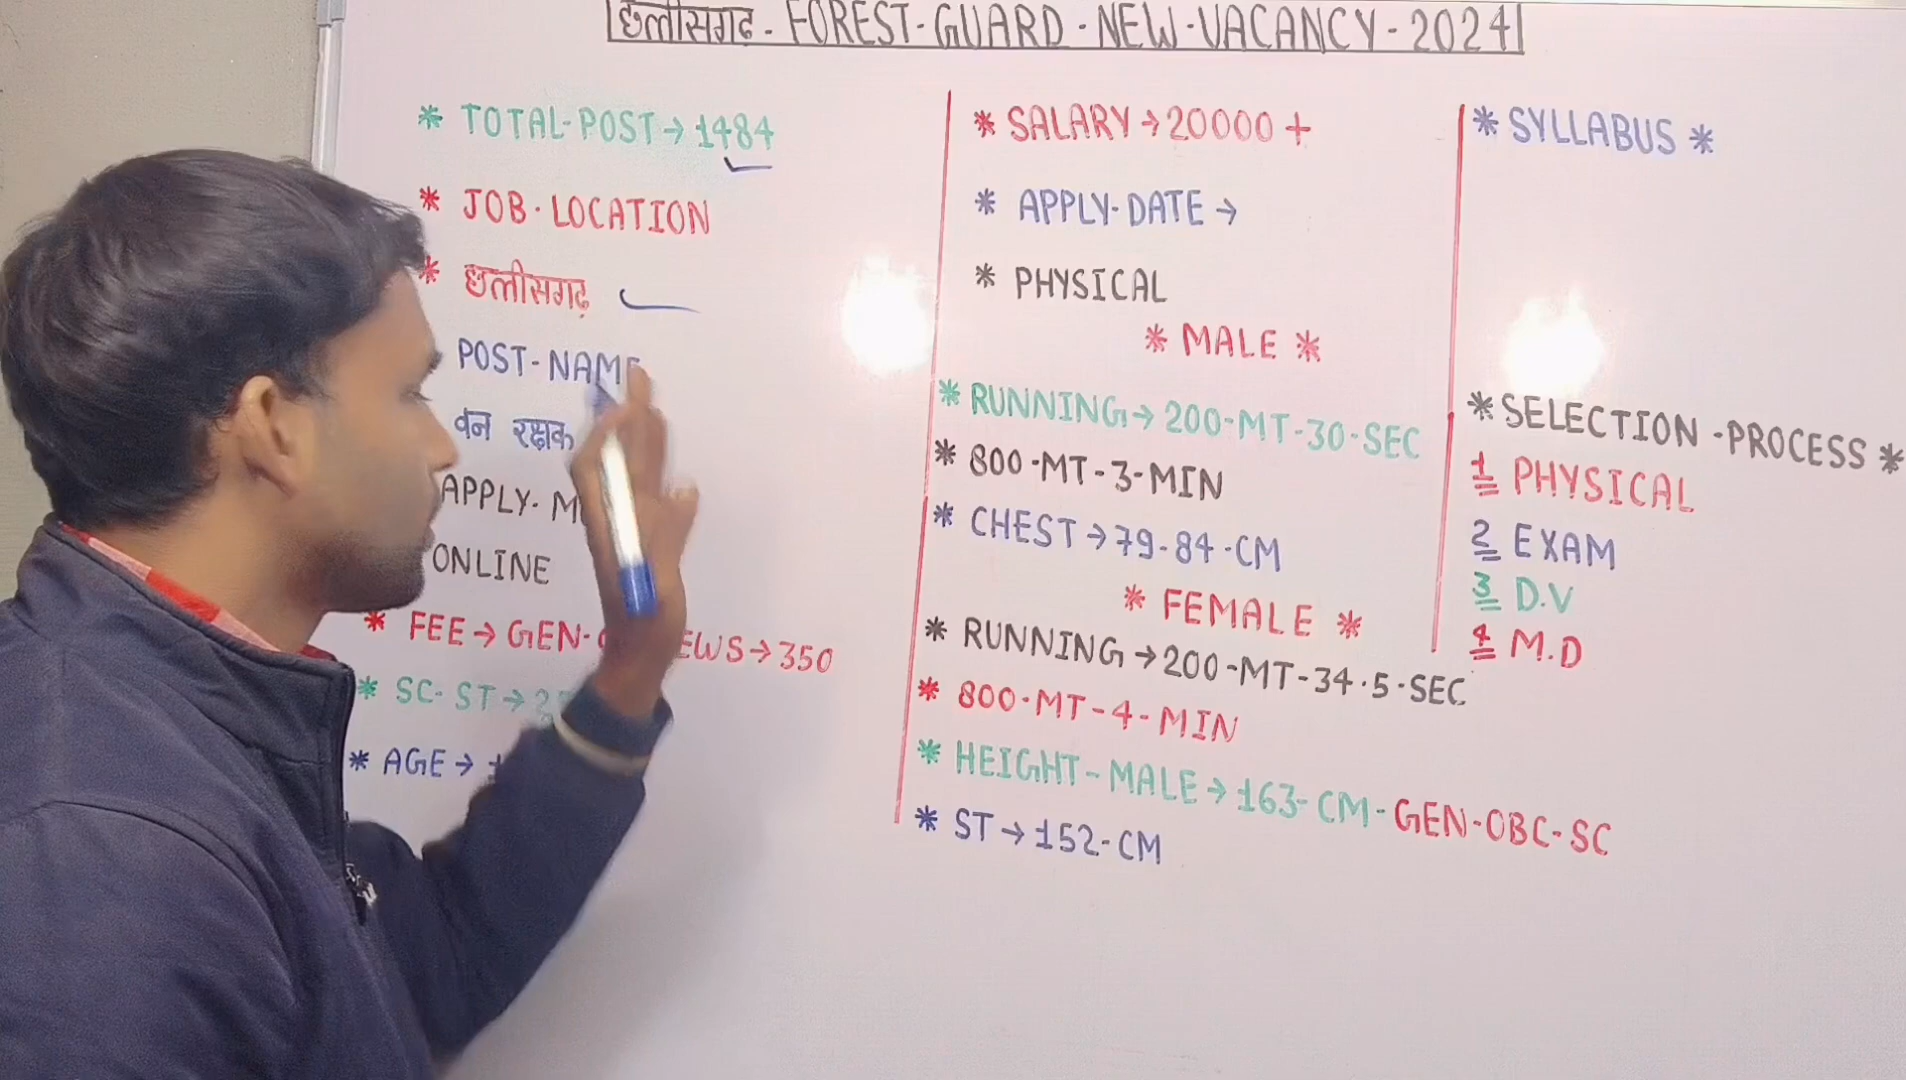 छत्तीसगढ़ - FOREST - GUARD - NEW - VACANCY - 2024
* TOTAL-POST → 1484
* JOB - LOCATION
* छत्तीसगढ़
POST - NAME
वन रक्षक
APPLY -
ONLINE
* FEE → GEN- EWS → 350
* SC - ST →
* AGE →
* SALARY → 20000 +
* APPLY - DATE →
* PHYSICAL
* MALE *
* RUNNING → 200 - MT - 30 - SEC
* 800 - MT - 3 - MIN
* CHEST → 79 - 84 - CM
* FEMALE *
* RUNNING → 200 - MT - 34.5 - SEC
* 800 - MT - 4 - MIN
* HEIGHT - MALE → 163 - CM - GEN - OBC - SC
* ST → 152 - CM
* SYLLABUS *
* SELECTION - PROCESS *
1 PHYSICAL
2 EXAM
3 D.V
4 M.D